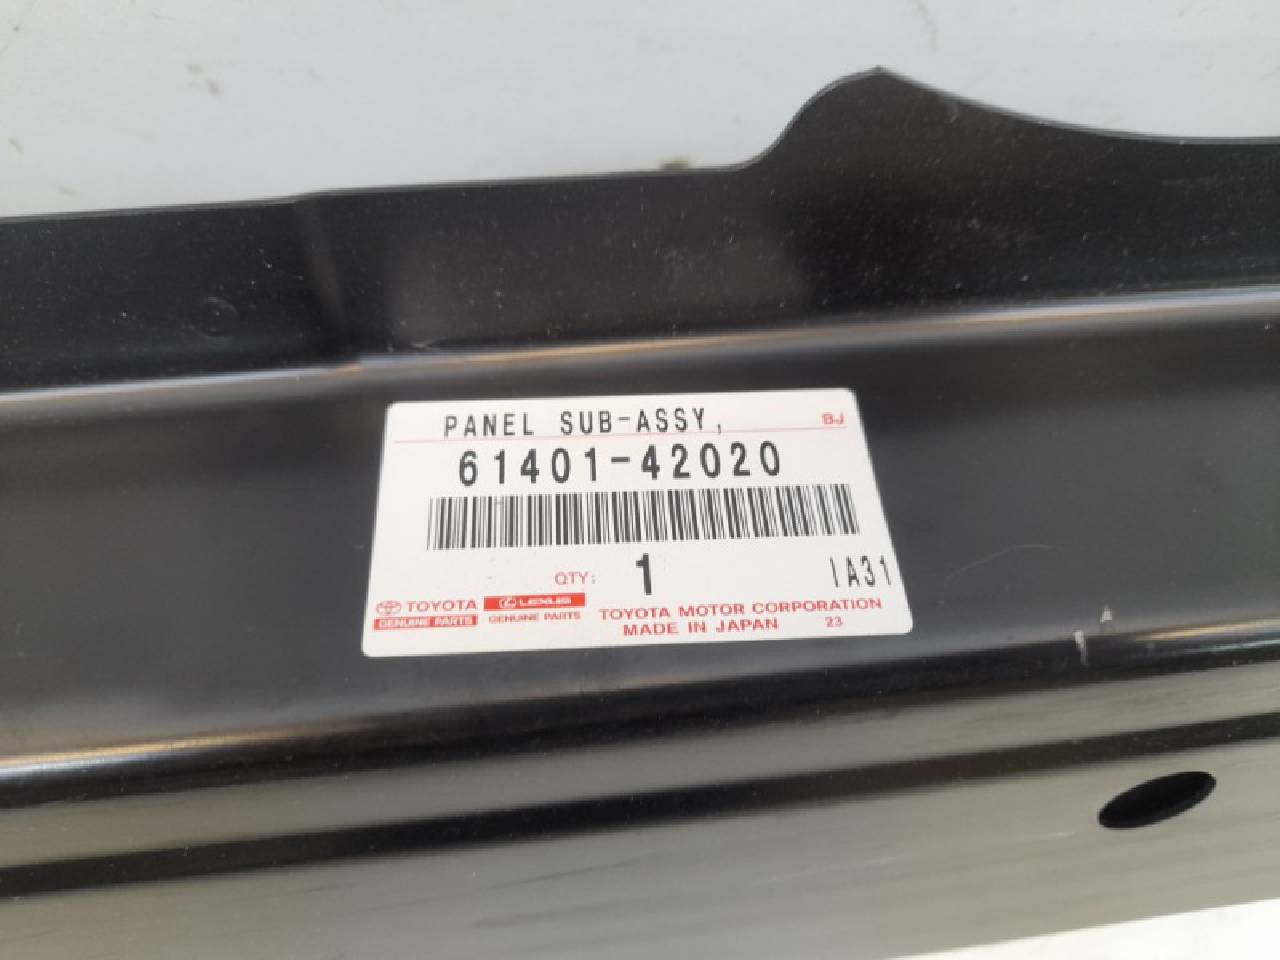 PANEL SUB-ASSY,
BJ
61401-42020
QTY: 1
IA31
TOYOTA
GENUINE PARTS
LEXUS
GENUINE PARTS
TOYOTA MOTOR CORPORATION
MADE IN JAPAN 23